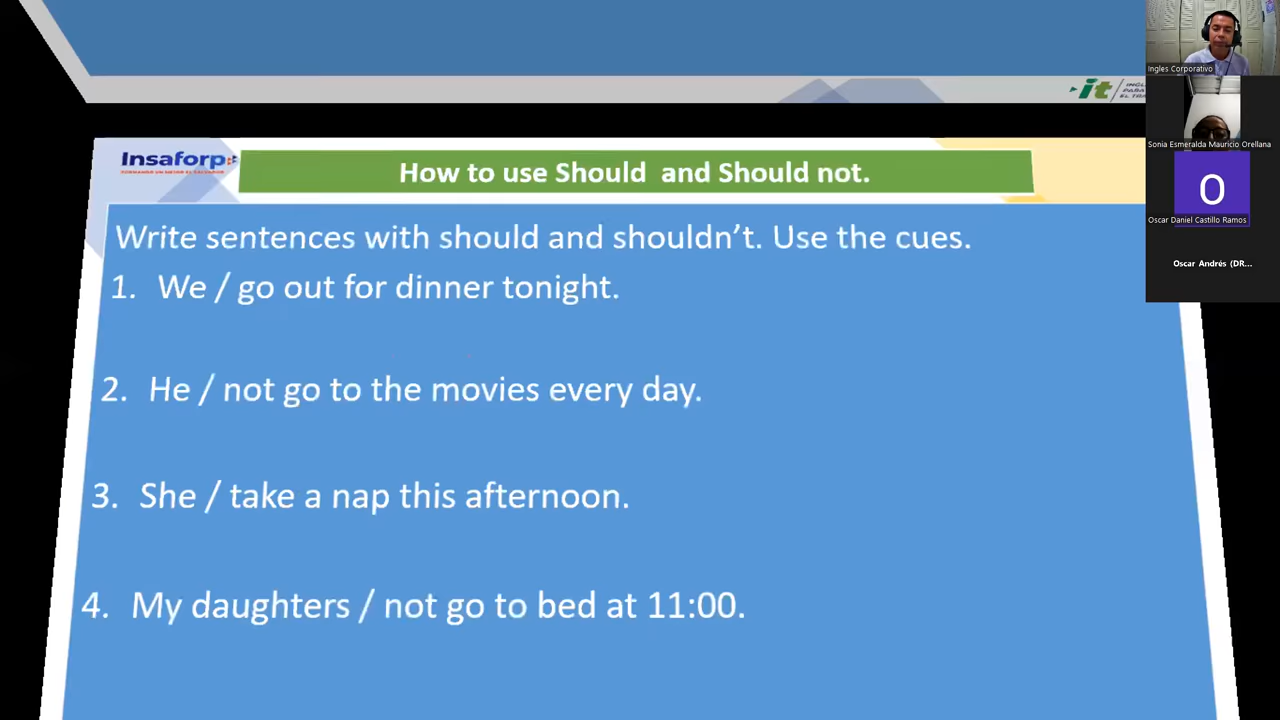 it
Ingles Corporativo
Sonia Esmeralda Mauricio Orellana
O
Oscar Daniel Castillo Ramos
Oscar Andrés (DR...
Insaforp
How to use Should and Should not.
Write sentences with should and shouldn't. Use the cues.
1. We / go out for dinner tonight.
2. He / not go to the movies every day.
3. She / take a nap this afternoon.
4. My daughters / not go to bed at 11:00.